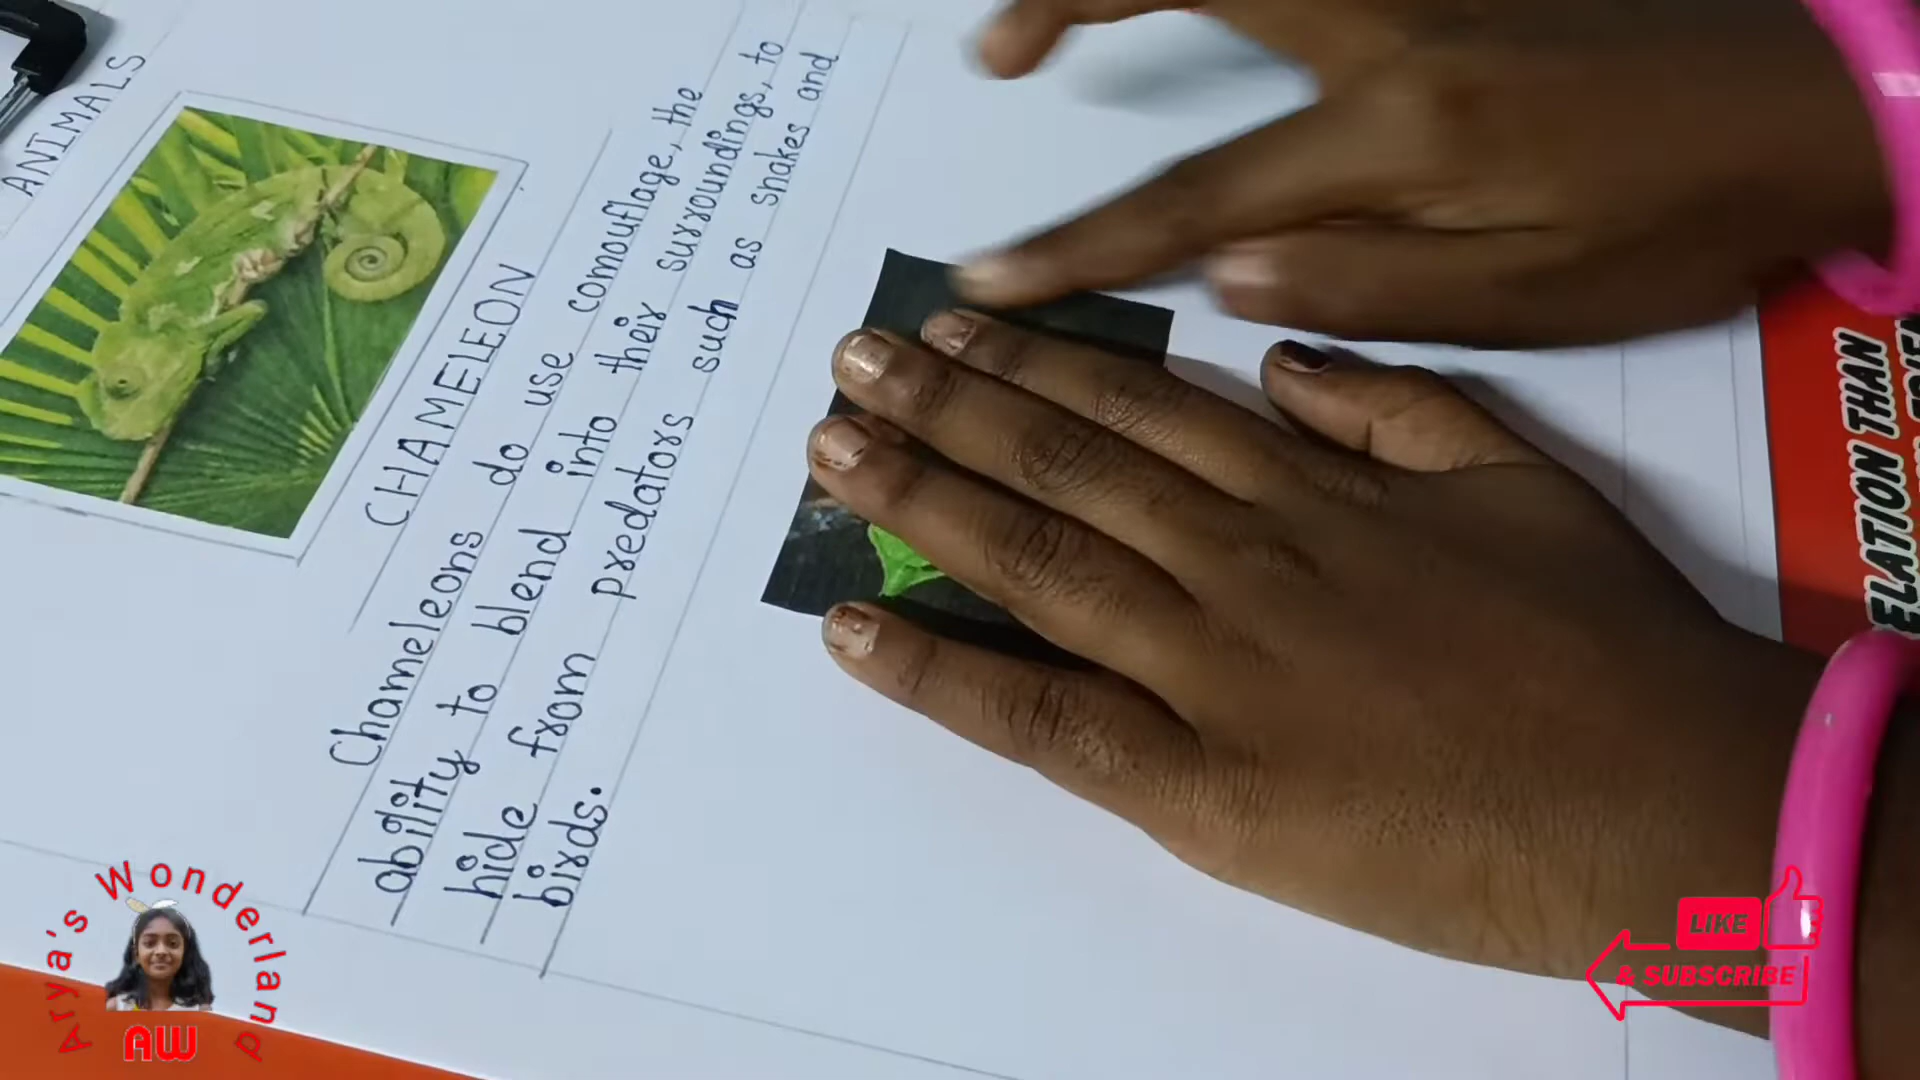 ANIMALS
CHAMELEON
Chameleons do use comouflage, the
ability to blend into their surroundings, to
hide from predators such as snakes and
birds.
ELATION THAN
Arya's Wonderland
AW
LIKE
& SUBSCRIBE